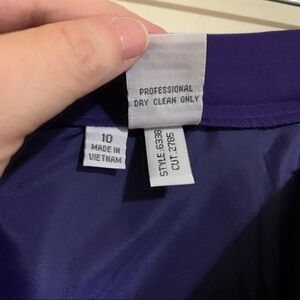 PROFESSIONAL
DRY CLEAN ONLY
10
MADE IN
VIETNAM
STYLE:6338
CUT:2785